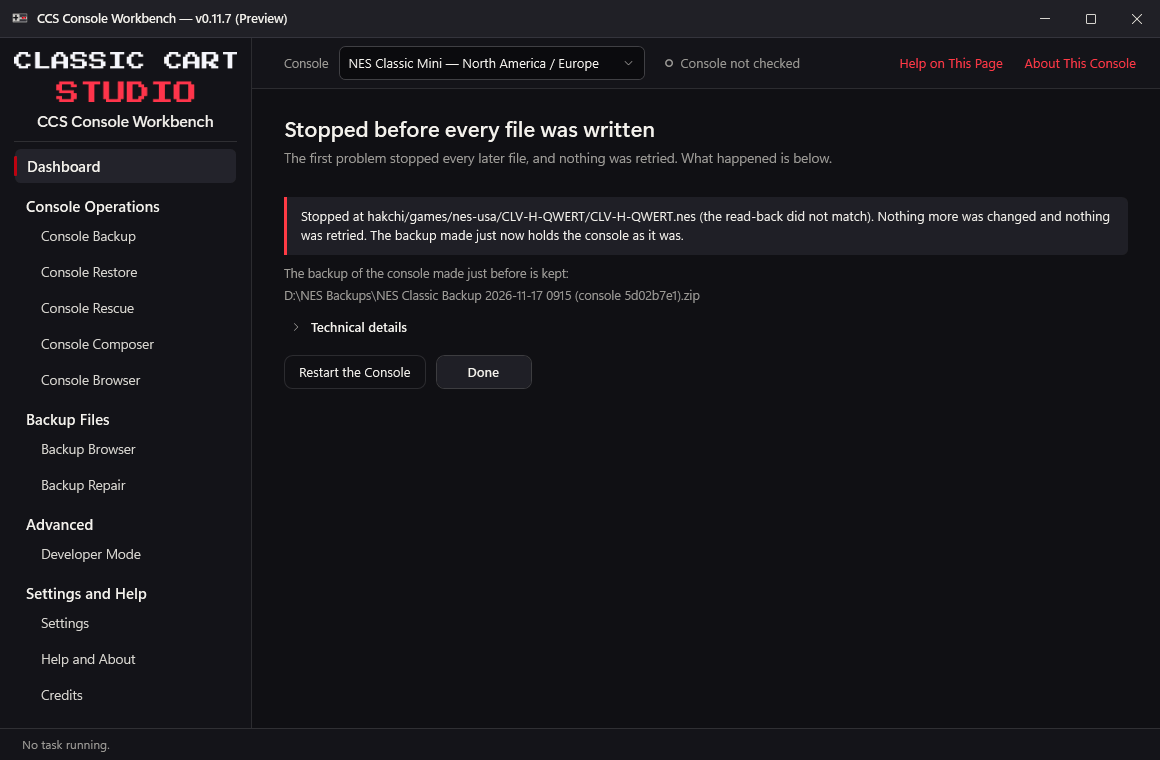 CCS Console Workbench — v0.11.7 (Preview)
CLASSIC CART
STUDIO
CCS Console Workbench
Dashboard
Console Operations
Console Backup
Console Restore
Console Rescue
Console Composer
Console Browser
Backup Files
Backup Browser
Backup Repair
Advanced
Developer Mode
Settings and Help
Settings
Help and About
Credits
Console
NES Classic Mini — North America / Europe
Console not checked
Help on This Page
About This Console
Stopped before every file was written
The first problem stopped every later file, and nothing was retried. What happened is below.
Stopped at hakchi/games/nes-usa/CLV-H-QWERT/CLV-H-QWERT.nes (the read-back did not match). Nothing more was changed and nothing
was retried. The backup made just now holds the console as it was.
The backup of the console made just before is kept:
D:\NES Backups\NES Classic Backup 2026-11-17 0915 (console 5d02b7e1).zip
Technical details
Restart the Console
Done
No task running.